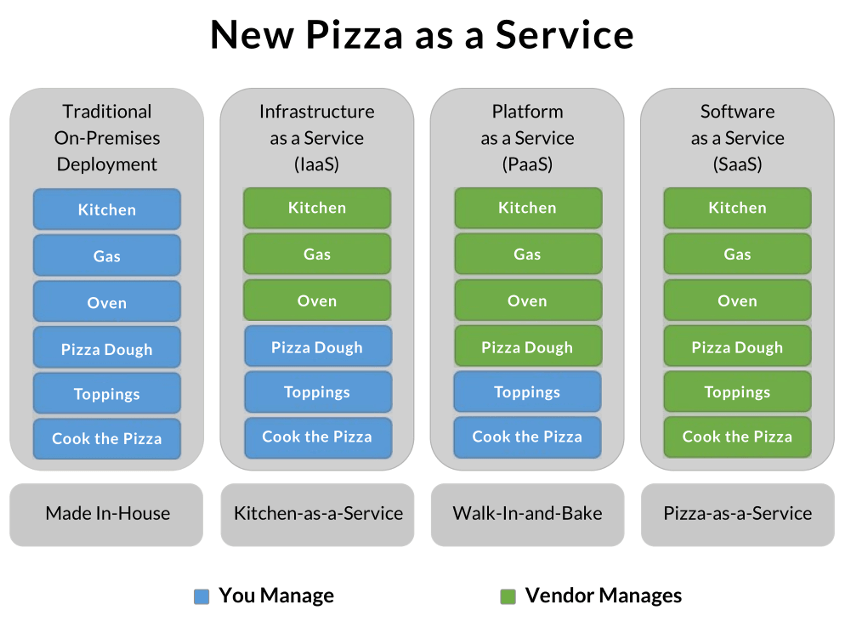 New Pizza as a Service
Traditional
On-Premises
Deployment
Kitchen
Gas
Oven
Pizza Dough
Toppings
Cook the Pizza
Made In-House
Infrastructure
as a Service
(IaaS)
Kitchen
Gas
Oven
Pizza Dough
Toppings
Cook the Pizza
Kitchen-as-a-Service
Platform
as a Service
(PaaS)
Kitchen
Gas
Oven
Pizza Dough
Toppings
Cook the Pizza
Walk-In-and-Bake
Software
as a Service
(SaaS)
Kitchen
Gas
Oven
Pizza Dough
Toppings
Cook the Pizza
Pizza-as-a-Service
You Manage
Vendor Manages